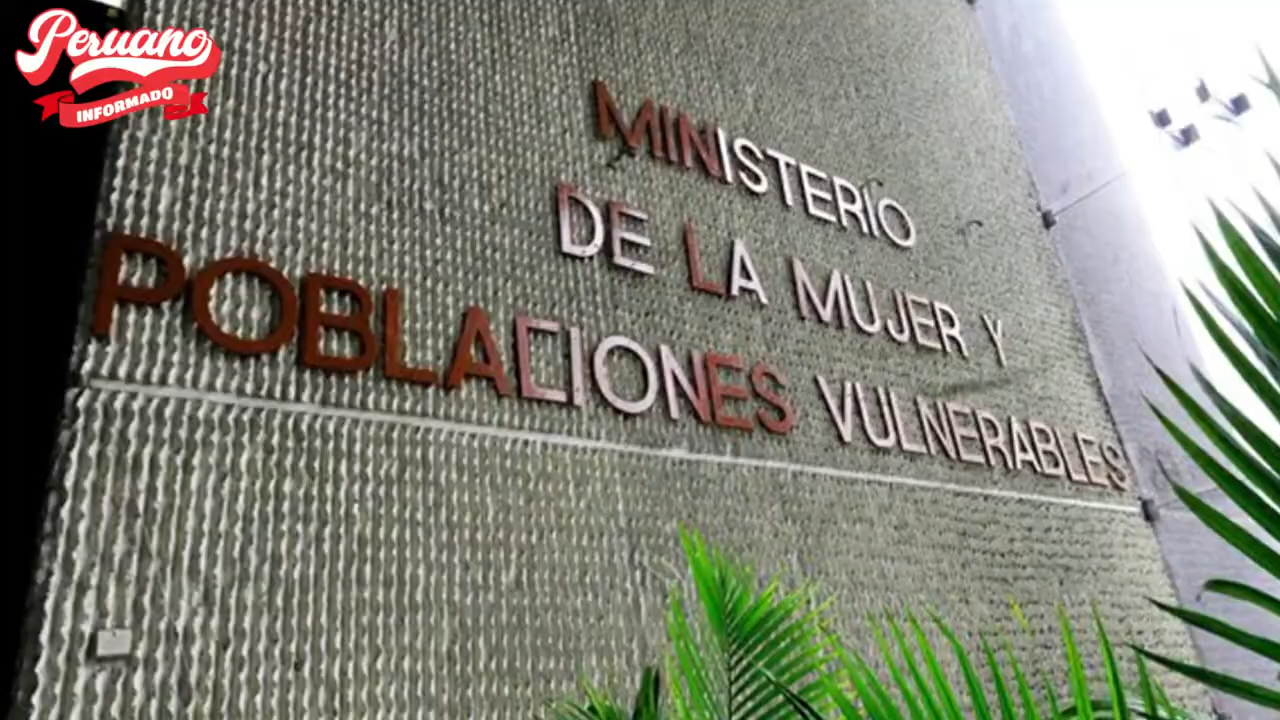 Peruano
INFORMADO
MINISTERIO
DE LA MUJER Y
POBLACIONES VULNERABLES